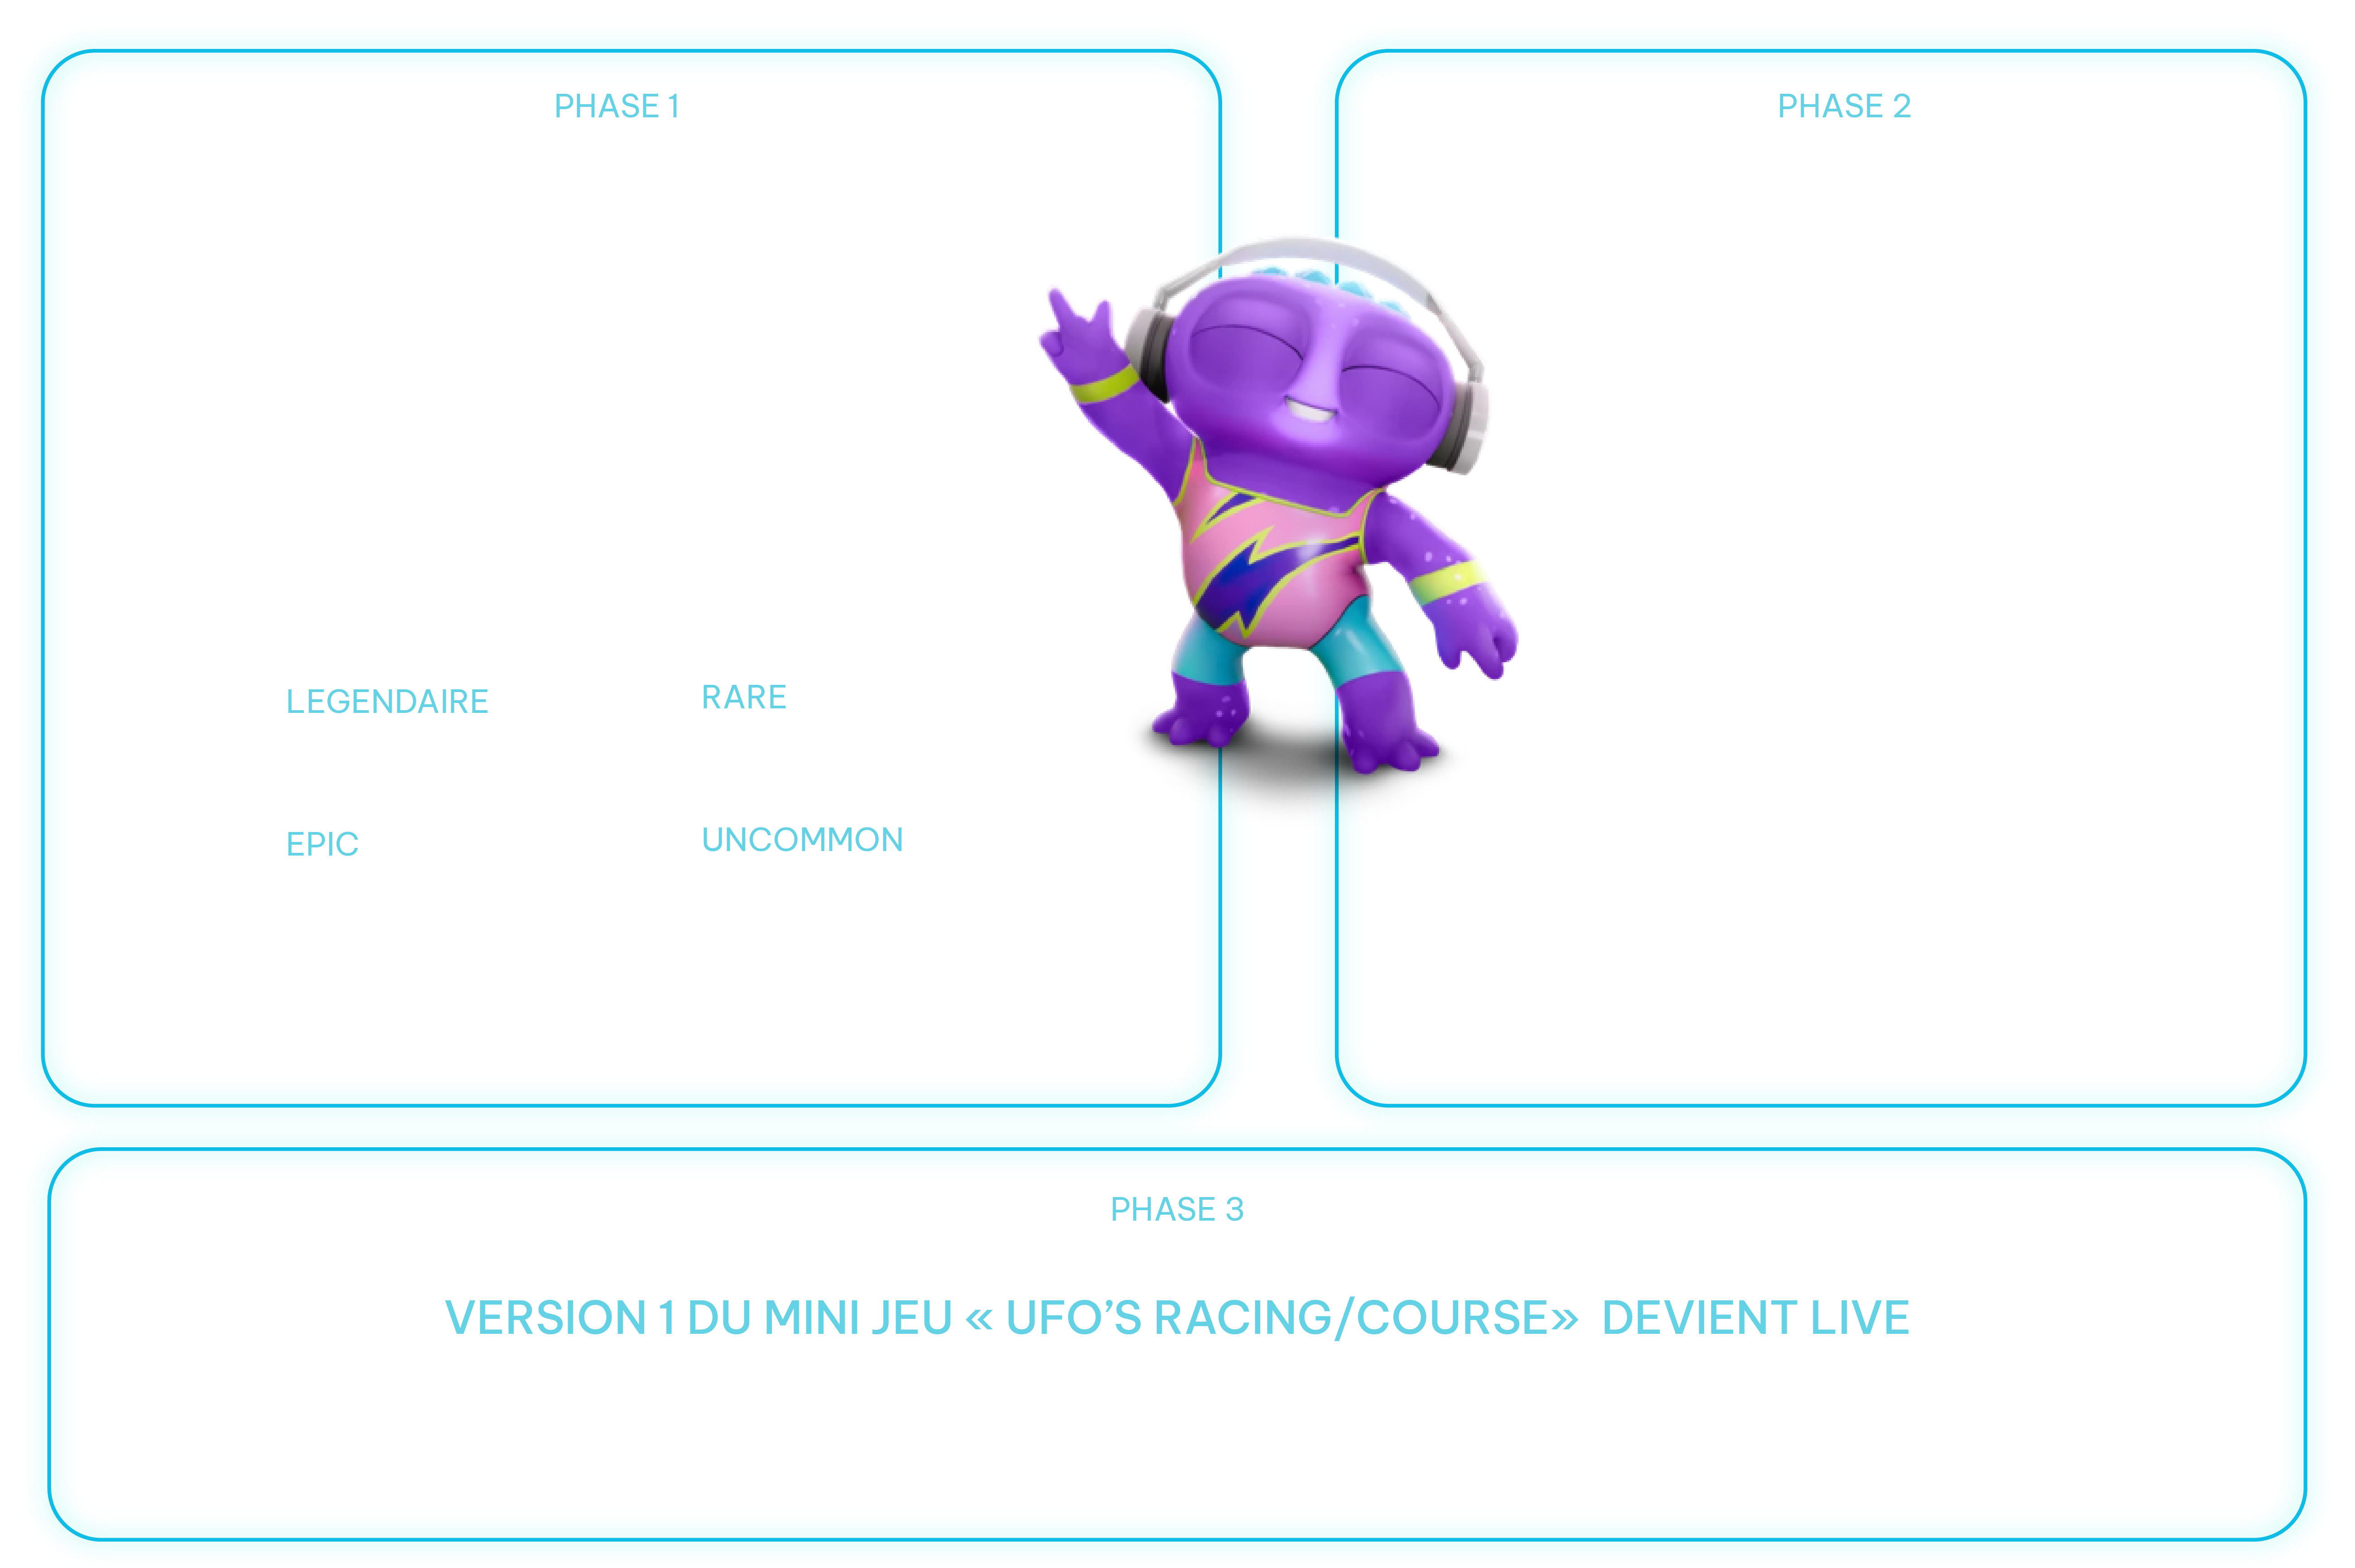 PHASE 1
LEGENDAIRE
RARE
EPIC
UNCOMMON
PHASE 2
PHASE 3
VERSION 1 DU MINI JEU « UFO’S RACING/COURSE» DEVIENT LIVE